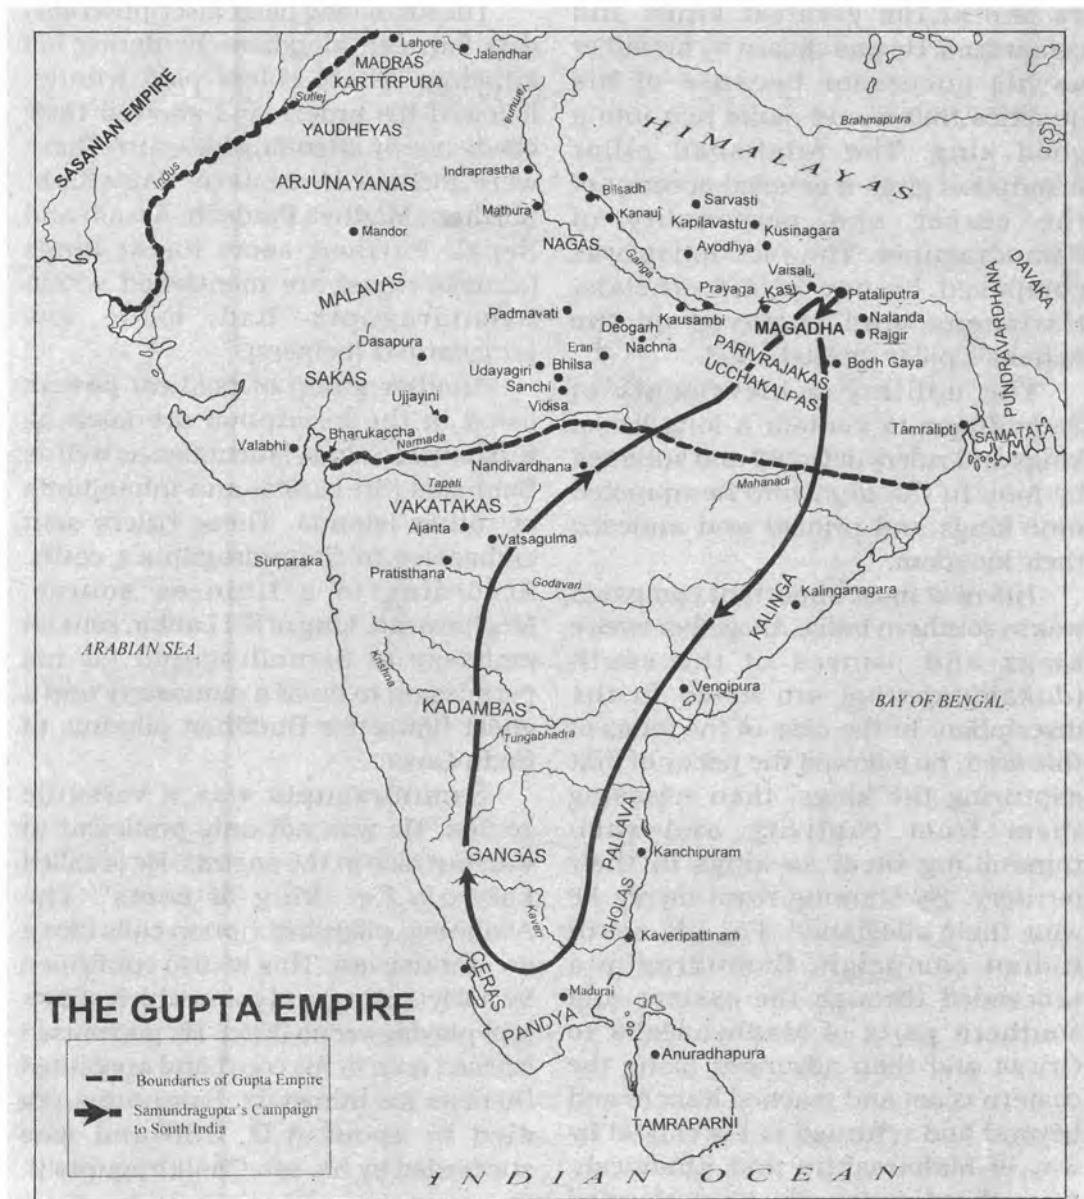 Lahore
Jalandhar
MADRAS
KARTTRPURA
Sutlej
SASANIAN EMPIRE
YAUDHEYAS
Yamuna
HIMALAYAS
Brahmaputra
Indus
ARJUNAYANAS
Indraprastha
Bilsadh
Sarvasti
Mathura
Kanauj
Kapilavastu
Kusinagara
Mandor
NAGAS
Ayodhya
Ganga
Vaisali,
DAVAKA
MALAVAS
Prayaga
Kasi
Pataliputra
PUNDRAVARDHANA
Padmavati
Kausambi
MAGADHA
Nalanda
Deogarh
Rajgir
Dasapura
Eran
Nachna
PARIVRAJAKAS
SAKAS
Udayagiri
Bhilsa
UCCHAKALPAS
Bodh Gaya
Sanchi
Ujjayini
Vidisa
Tamralipti
SAMATATA
Valabhi
Bharukaccha
Narmada
Nandivardhana
Tapati
Mahanadi
VAKATAKAS
Ajanta
Vatsagulma
Surparaka
Pratisthana
Godavari
KALINGA
Kalinganagara
ARABIAN SEA
Krishna
Vengipura
BAY OF BENGAL
KADAMBAS
Tungabhadra
PALLAVA
GANGAS
Kanchipuram
CHOLAS
Kaveri
Kaveripattinam
CERAS
THE GUPTA EMPIRE
Madurai
PANDYA
Anuradhapura
Boundaries of Gupta Empire
Samundragupta's Campaign
to South India
TAMRAPARNI
INDIAN OCEAN